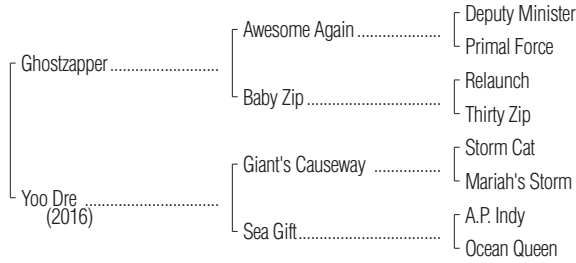 Deputy Minister
Awesome Again ..................
Primal Force
Ghostzapper ........................
Relaunch
Baby Zip .............................
Thirty Zip
Storm Cat
Giant's Causeway ................
Mariah's Storm
Yoo Dre ..............................
(2016)
A.P. Indy
Sea Gift................................
Ocean Queen